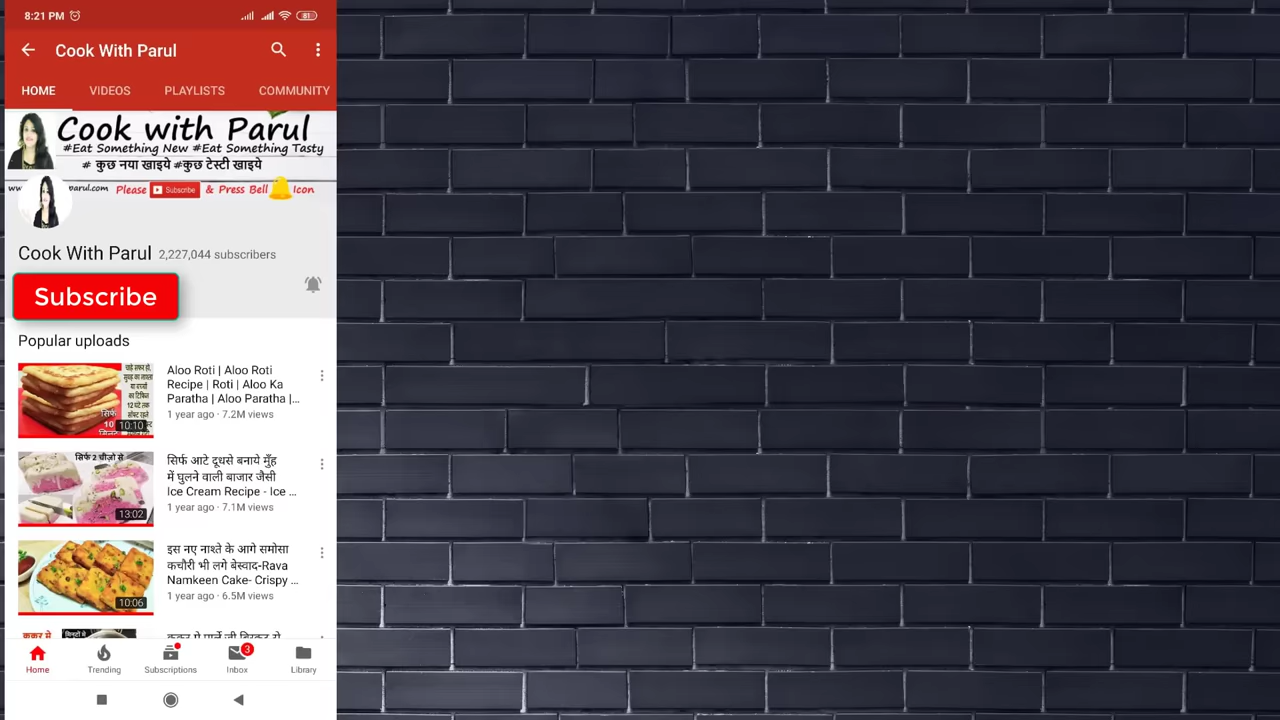 8:21 PM 81
Cook With Parul
HOME VIDEOS PLAYLISTS COMMUNITY
Cook with Parul
#Eat Something New #Eat Something Tasty
# कुछ नया खाइये #कुछ टेस्टी खाइये
parul.com Please Subscribe & Press Bell Icon
Cook With Parul 2,227,044 subscribers
Subscribe
Popular uploads
Aloo Roti | Aloo Roti
Recipe | Roti | Aloo Ka
Paratha | Aloo Paratha |...
1 year ago · 7.2M views
सिर्फ
10
10:10
सिर्फ 2 चीज़ो से
सिर्फ आटे दूधसे बनाये मुँह
में घुलने वाली बाजार जैसी
Ice Cream Recipe - Ice ...
1 year ago · 7.1M views
13:02
इस नए नाश्ते के आगे समोसा
कचौरी भी लगे बेस्वाद-Rava
Namkeen Cake- Crispy ...
1 year ago · 6.5M views
10:06
Home Trending Subscriptions 3 Inbox Library